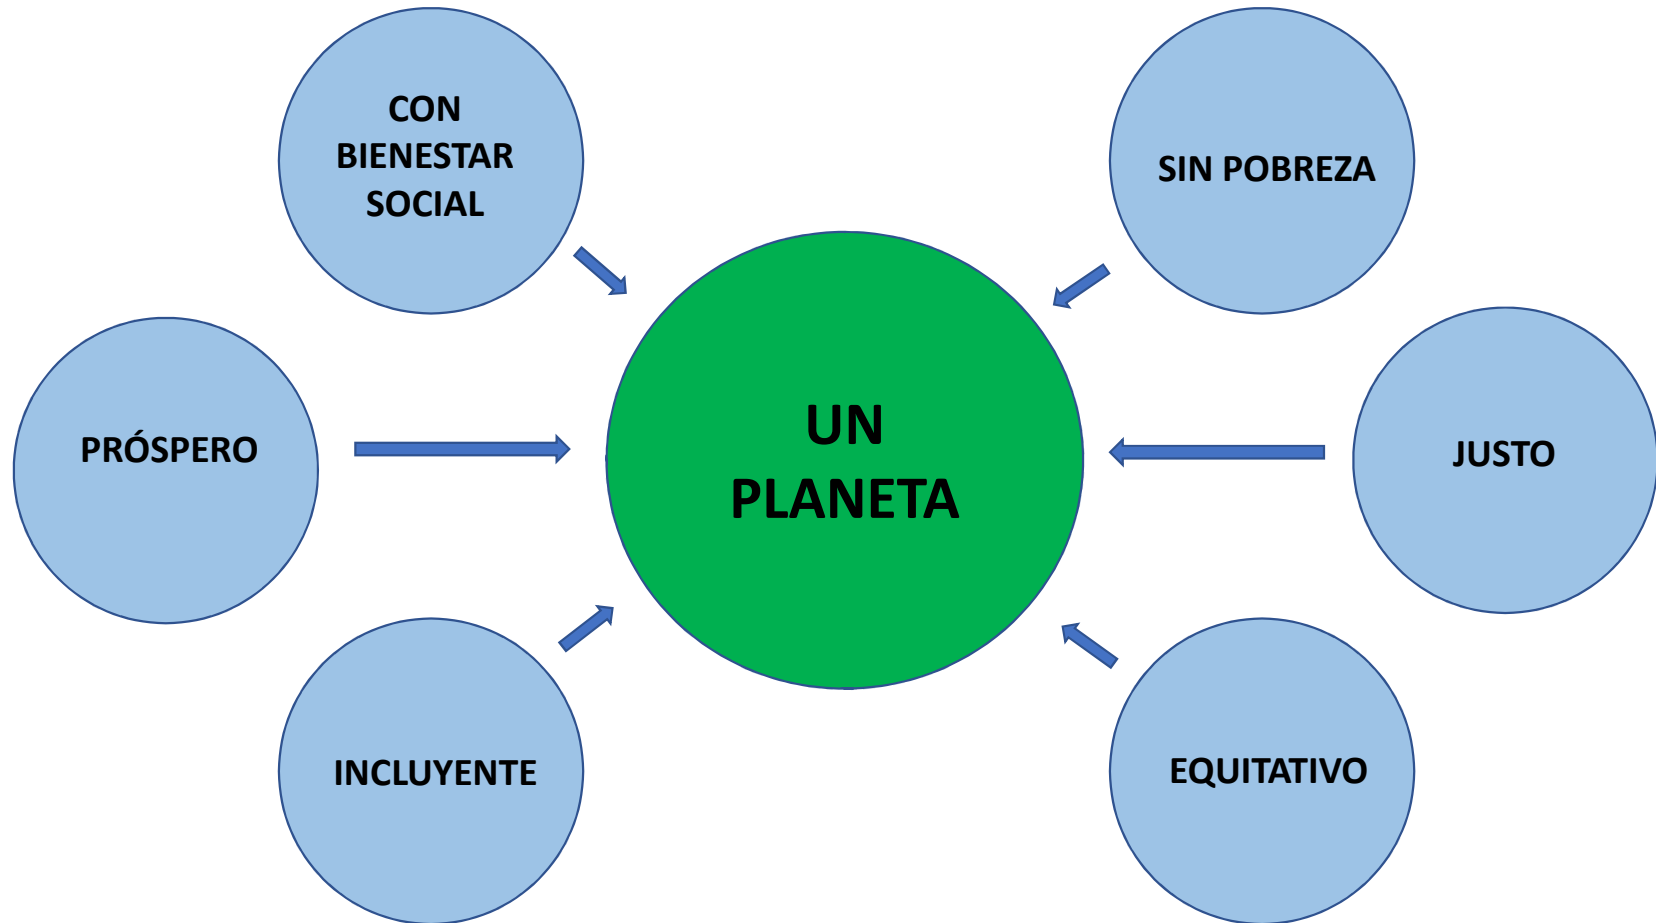 CON
BIENESTAR
SOCIAL
SIN POBREZA
UN
PLANETA
PRÓSPERO
JUSTO
INCLUYENTE
EQUITATIVO